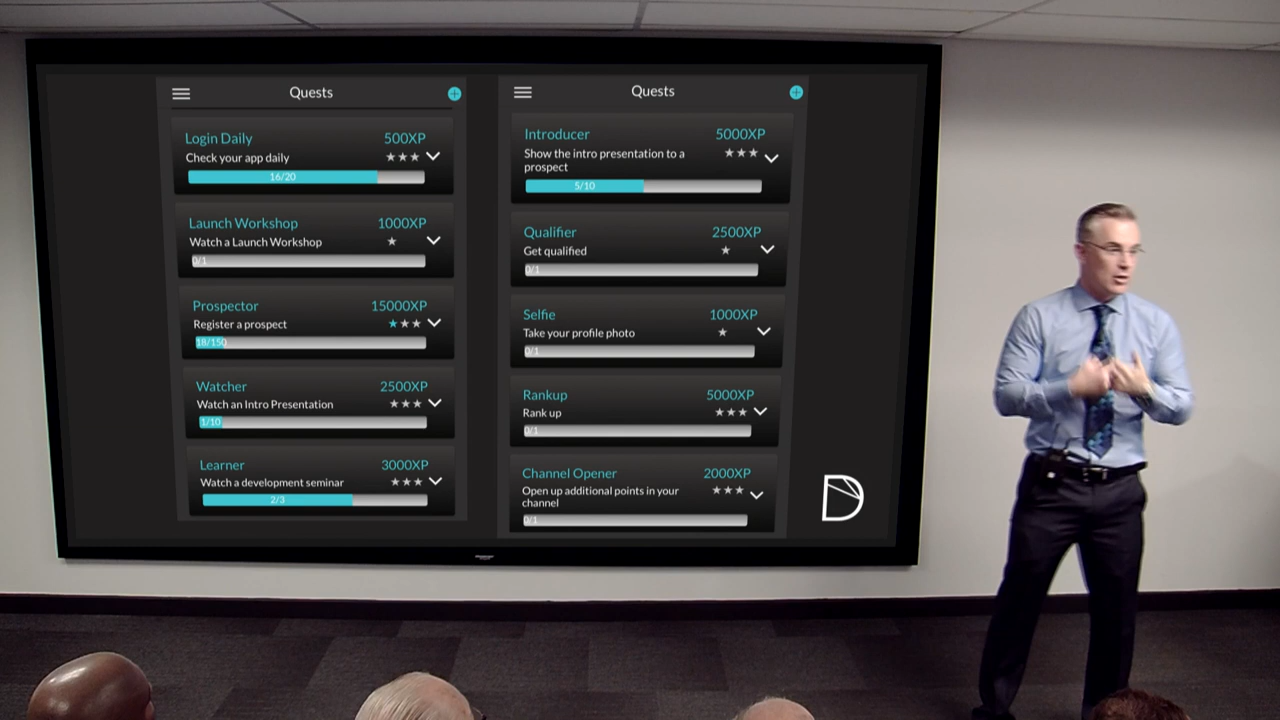 Quests
Login Daily 500XP
Check your app daily
16/20
Launch Workshop 1000XP
Watch a Launch Workshop
0/1
Prospector 15000XP
Register a prospect
18/150
Watcher 2500XP
Watch an Intro Presentation
1/10
Learner 3000XP
Watch a development seminar
2/3
Quests
Introducer 5000XP
Show the intro presentation to a
prospect
5/10
Qualifier 2500XP
Get qualified
0/1
Selfie 1000XP
Take your profile photo
0/1
Rankup 5000XP
Rank up
0/1
Channel Opener 2000XP
Open up additional points in your
channel
0/1